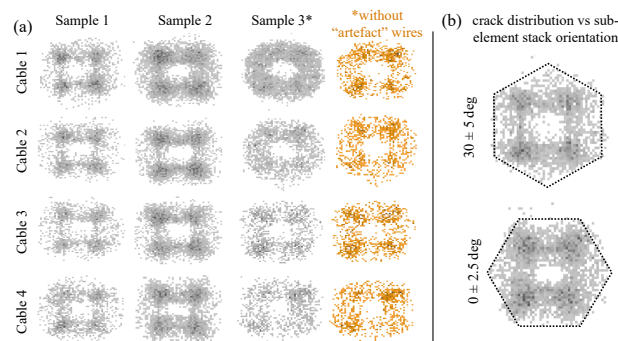 (a)
Sample 1
Sample 2
Sample 3*
*without
"artefact" wires
Cable 1
Cable 2
Cable 3
Cable 4
(b)
crack distribution vs sub-
element stack orientation
30 ± 5 deg
0 ± 2.5 deg